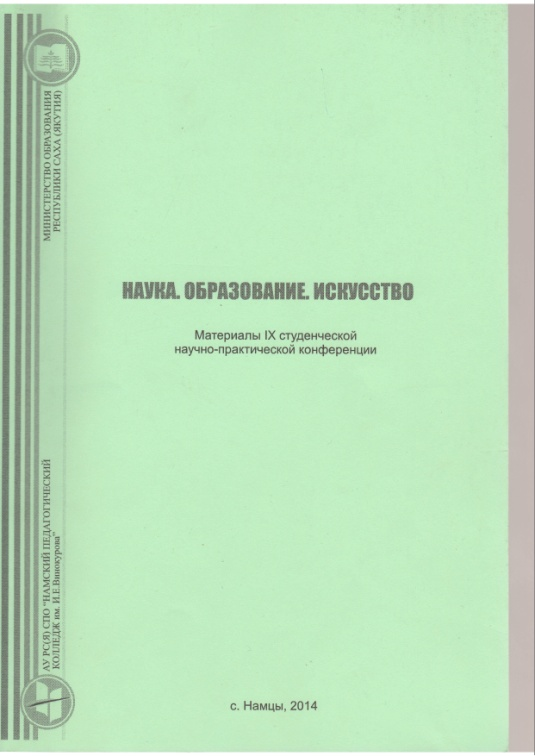 МИНИСТЕРСТВО ОБРАЗОВАНИЯ
РЕСПУБЛИКИ САХА (ЯКУТИЯ)
НАУКА. ОБРАЗОВАНИЕ. ИСКУССТВО
Материалы IX студенческой
научно-практической конференции
АУ РС(Я) СПО "НАМСКИЙ ПЕДАГОГИЧЕСКИЙ
КОЛЛЕДЖ им. И.Е.Винокурова"
с. Намцы, 2014